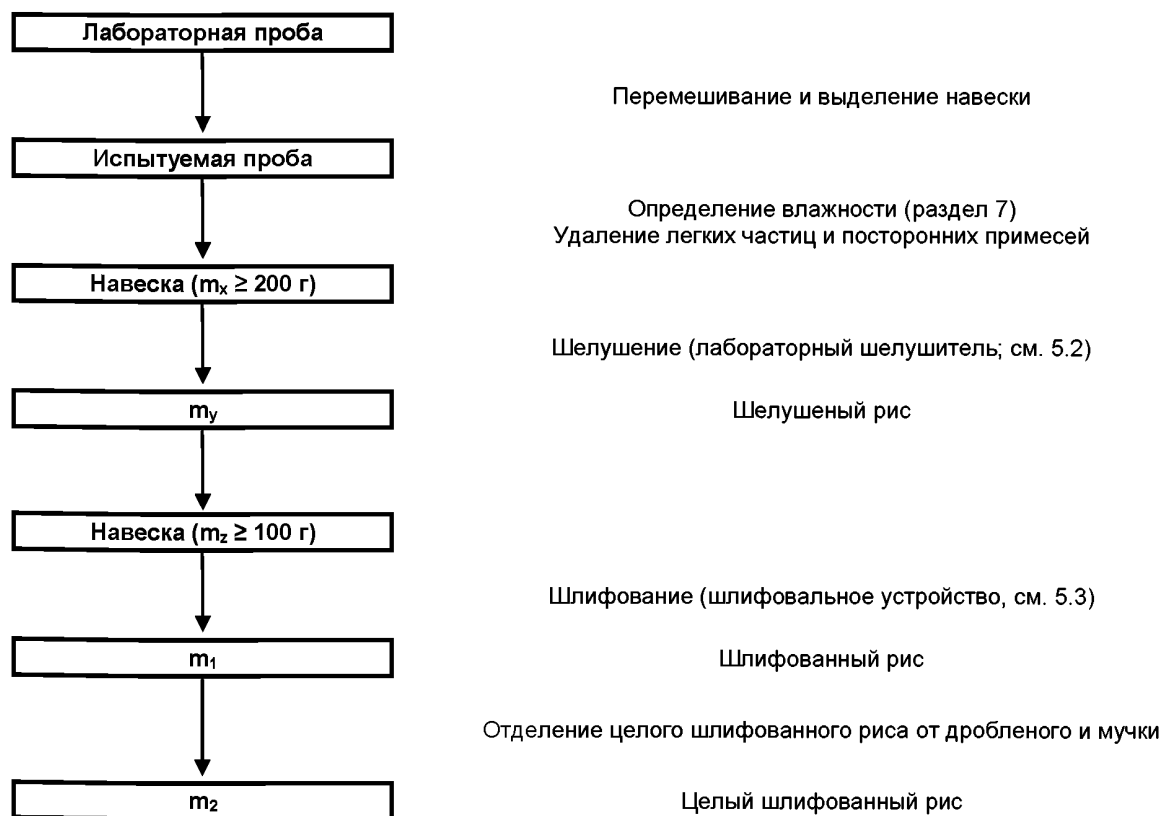 Лабораторная проба
Перемешивание и выделение навески
Испытуемая проба
Определение влажности (раздел 7)
Удаление легких частиц и посторонних примесей
Навеска (mx ≥ 200 г)
Шелушение (лабораторный шелушитель; см. 5.2)
my
Шелушеный рис
Навеска (mz ≥ 100 г)
Шлифование (шлифовальное устройство, см. 5.3)
m1
Шлифованный рис
Отделение целого шлифованного риса от дробленого и мучки
m2
Целый шлифованный рис